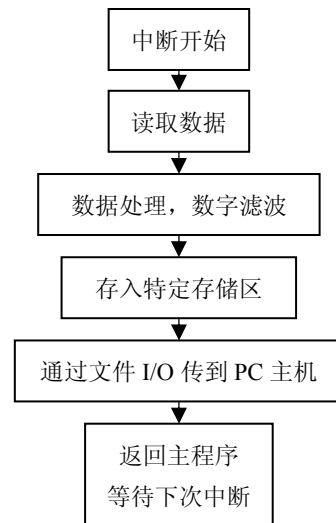 中断开始
读取数据
数据处理，数字滤波
存入特定存储区
通过文件 I/O 传到 PC 主机
返回主程序
等待下次中断